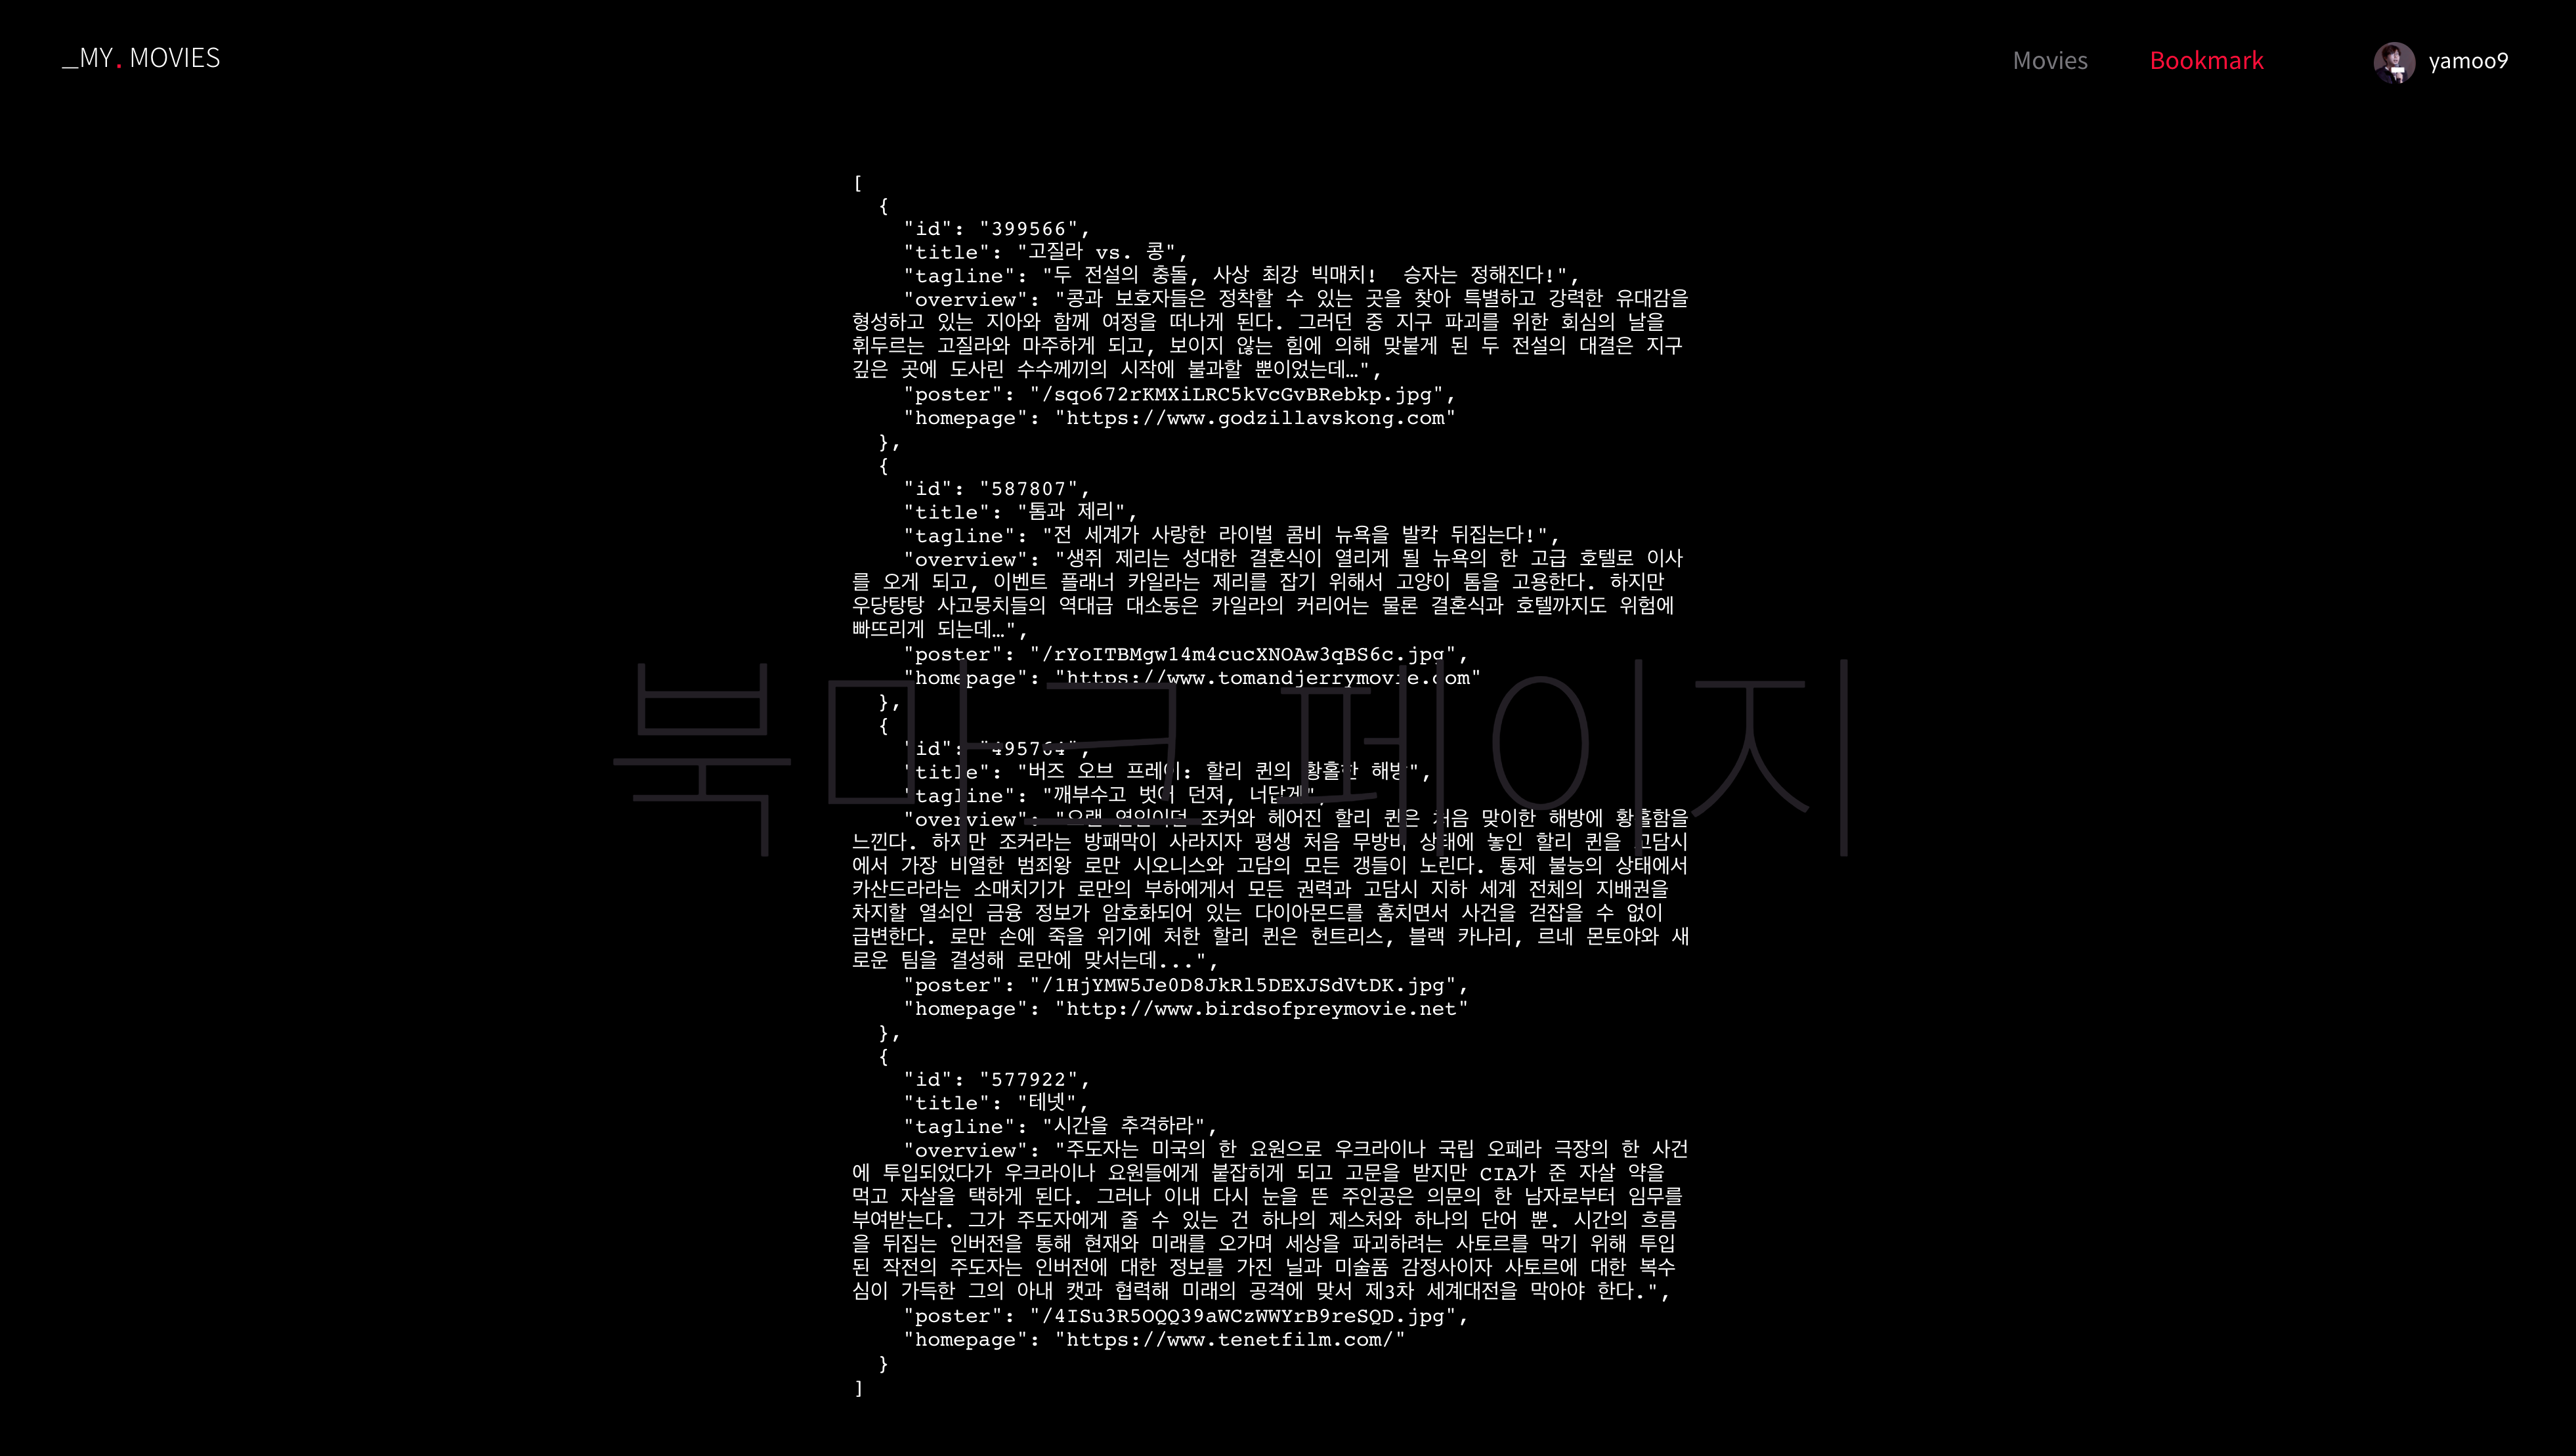 _MY. MOVIES
Movies
Bookmark
yamoo9
[
{
"id": "399566",
"title": "고질라 vs. 콩",
"tagline": "두 전설의 충돌, 사상 최강 빅매치!  승자는 정해진다!",
"overview": "콩과 보호자들은 정착할 수 있는 곳을 찾아 특별하고 강력한 유대감을
형성하고 있는 지아와 함께 여정을 떠나게 된다. 그러던 중 지구 파괴를 위한 회심의 날을
휘두르는 고질라와 마주하게 되고, 보이지 않는 힘에 의해 맞붙게 된 두 전설의 대결은 지구
깊은 곳에 도사린 수수께끼의 시작에 불과할 뿐이었는데…",
"poster": "/sqo672rKMXiLRC5kVcGvBRebkp.jpg",
"homepage": "https://www.godzillavskong.com"
},
{
"id": "587807",
"title": "톰과 제리",
"tagline": "전 세계가 사랑한 라이벌 콤비 뉴욕을 발칵 뒤집는다!",
"overview": "생쥐 제리는 성대한 결혼식이 열리게 될 뉴욕의 한 고급 호텔로 이사
를 오게 되고, 이벤트 플래너 카일라는 제리를 잡기 위해서 고양이 톰을 고용한다. 하지만
우당탕탕 사고뭉치들의 역대급 대소동은 카일라의 커리어는 물론 결혼식과 호텔까지도 위험에
빠뜨리게 되는데…",
"poster": "/rYoITBMgwl4m4cucXNOAw3qBS6c.jpg",
"homepage": "https://www.tomandjerrymovie.com"
},
{
"id": "495764",
"title": "버즈 오브 프레이: 할리 퀸의 황홀한 해방",
"tagline": "깨부수고 벗어 던져, 너답게",
"overview": "오랜 연인이던 조커와 헤어진 할리 퀸은 처음 맞이한 해방에 황홀함을
느낀다. 하지만 조커라는 방패막이 사라지자 평생 처음 무방비 상태에 놓인 할리 퀸을 고담시
에서 가장 비열한 범죄왕 로만 시오니스와 고담의 모든 갱들이 노린다. 통제 불능의 상태에서
카산드라라는 소매치기가 로만의 부하에게서 모든 권력과 고담시 지하 세계 전체의 지배권을
차지할 열쇠인 금융 정보가 암호화되어 있는 다이아몬드를 훔치면서 사건을 걷잡을 수 없이
급변한다. 로만 손에 죽을 위기에 처한 할리 퀸은 헌트리스, 블랙 카나리, 르네 몬토야와 새
로운 팀을 결성해 로만에 맞서는데...",
"poster": "/1HjYMW5Je0D8JkRl5DEXJSdVtDK.jpg",
"homepage": "http://www.birdsofpreymovie.net"
},
{
"id": "577922",
"title": "테넷",
"tagline": "시간을 추격하라",
"overview": "주도자는 미국의 한 요원으로 우크라이나 국립 오페라 극장의 한 사건
에 투입되었다가 우크라이나 요원들에게 붙잡히게 되고 고문을 받지만 CIA가 준 자살 약을
먹고 자살을 택하게 된다. 그러나 이내 다시 눈을 뜬 주인공은 의문의 한 남자로부터 임무를
부여받는다. 그가 주도자에게 줄 수 있는 건 하나의 제스처와 하나의 단어 뿐. 시간의 흐름
을 뒤집는 인버전을 통해 현재와 미래를 오가며 세상을 파괴하려는 사토르를 막기 위해 투입
된 작전의 주도자는 인버전에 대한 정보를 가진 닐과 미술품 감정사이자 사토르에 대한 복수
심이 가득한 그의 아내 캣과 협력해 미래의 공격에 맞서 제3차 세계대전을 막아야 한다.",
"poster": "/4ISu3R5OQQ39aWCzWWYrB9reSQD.jpg",
"homepage": "https://www.tenetfilm.com/"
}
]
북마크 페이지